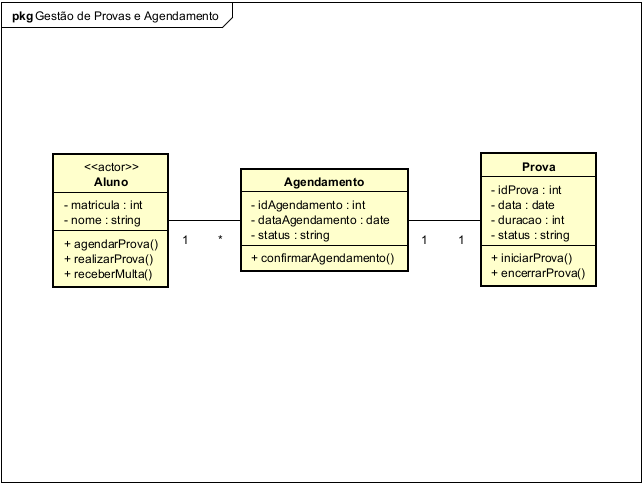 pkg Gestão de Provas e Agendamento
<<actor>>
Aluno
- matricula : int
- nome : string
+ agendarProva()
+ realizarProva()
+ receberMulta()
1
*
Agendamento
- idAgendamento : int
- dataAgendamento : date
- status : string
+ confirmarAgendamento()
1
1
Prova
- idProva : int
- data : date
- duracao : int
- status : string
+ iniciarProva()
+ encerrarProva()